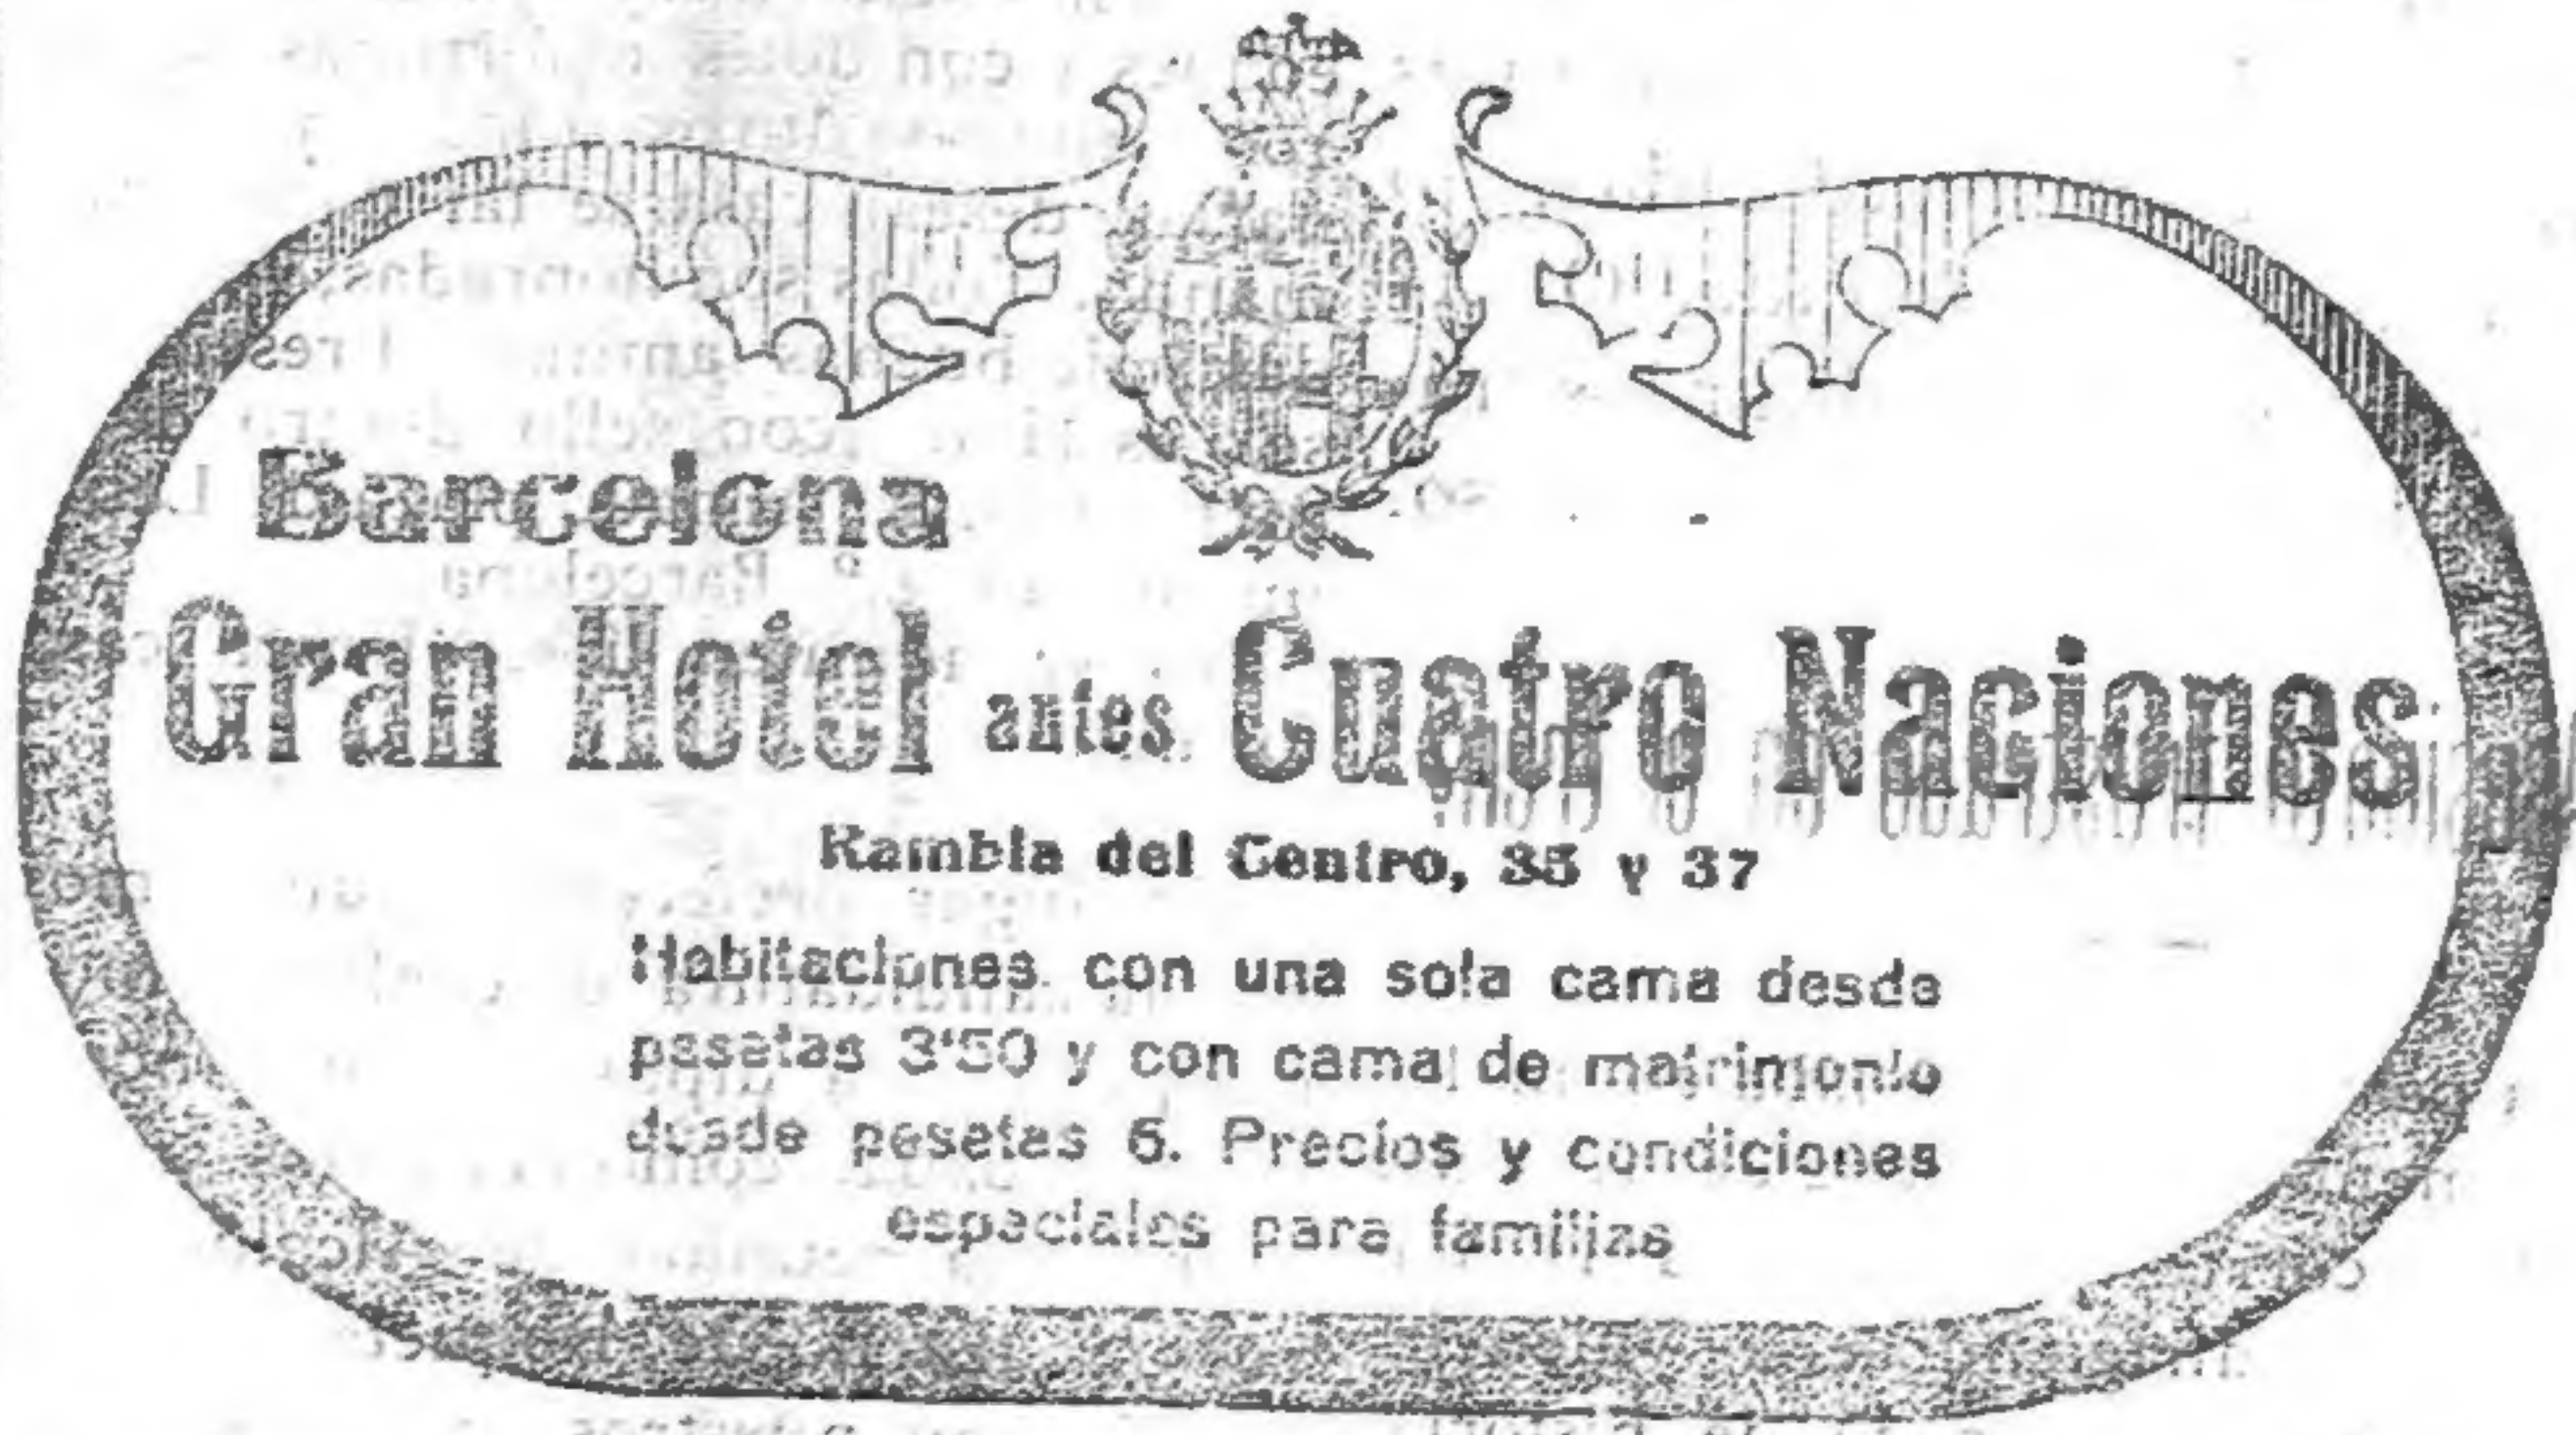 Barcelona
Gran Hotel antes Cuatro Naciones
Rambla del Centro, 35 y 37
Habitaciones con una sola cama desde
pesetas 3'50 y con cama de matrimonio
desde pesetas 6. Precios y condiciones
especiales para familias